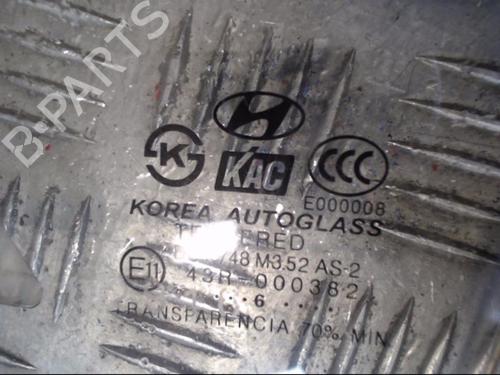 B-PARTS
K
KAC
CCC
E000008
KOREA AUTOGLASS
M3.52 AS-2
E11
43R-000382
.. 6 ....
TRANSPARENCIA 70% MIN